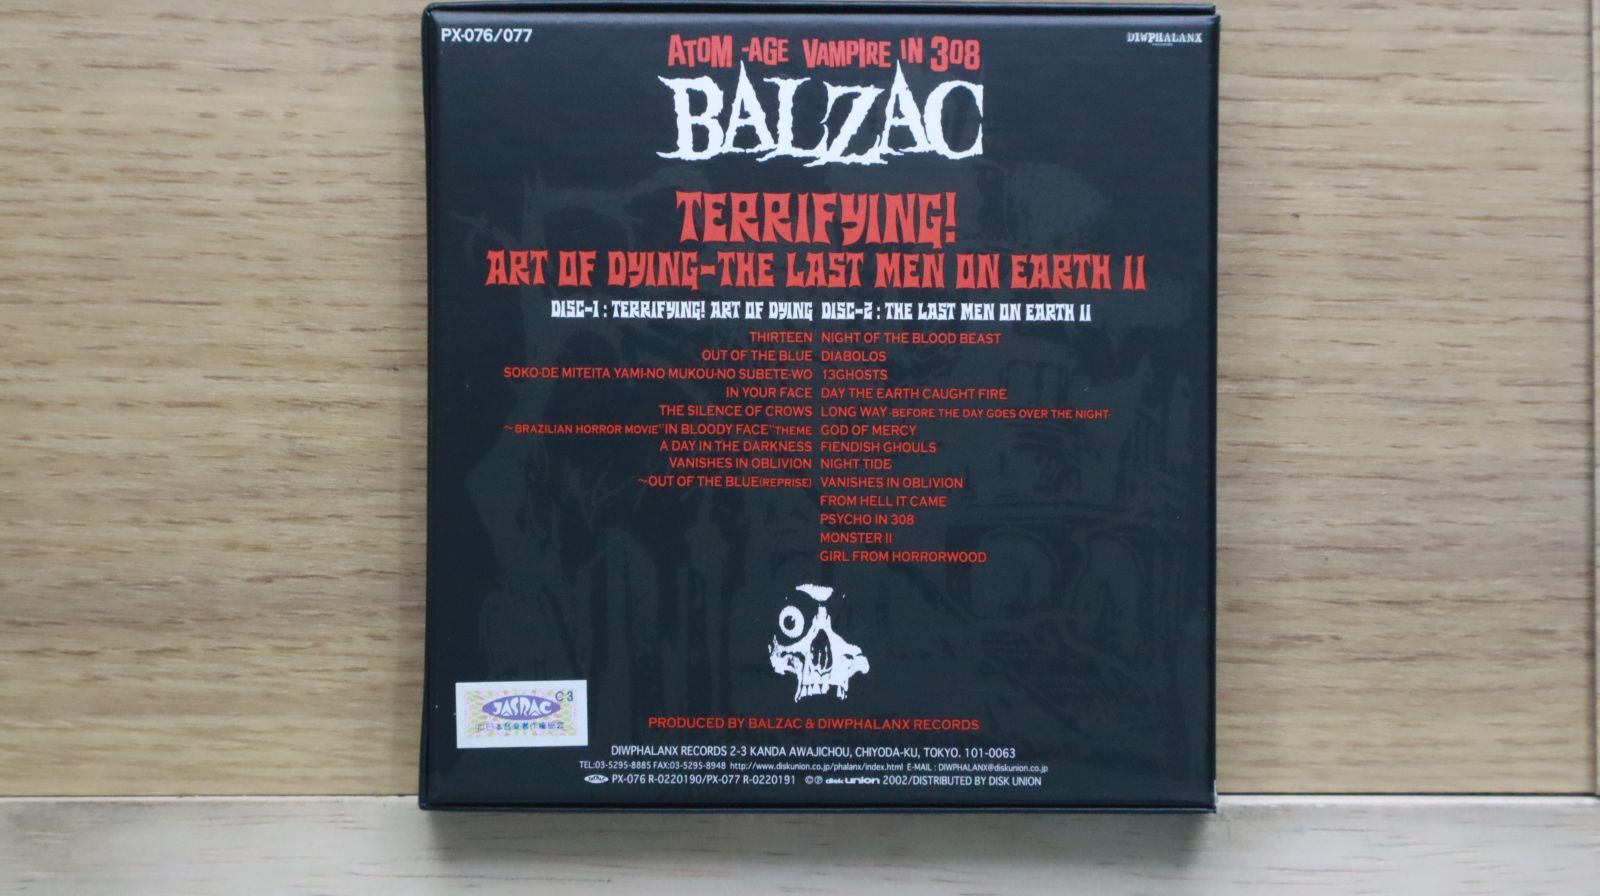 PX-076/077
DIWPHALANX
ATOM-AGE VAMPIRE IN 308
BALZAC
TERRIFYING!
ART OF DYING-THE LAST MEN ON EARTH II
DISC-1 : TERRIFYING! ART OF DYING
THIRTEEN
OUT OF THE BLUE
SOKO-DE MITEITA YAMI-NO MUKOU-NO SUBETE-WO
IN YOUR FACE
THE SILENCE OF CROWS
~BRAZILIAN HORROR MOVIE"IN BLOODY FACE"THEME
A DAY IN THE DARKNESS
VANISHES IN OBLIVION
~OUT OF THE BLUE(REPRISE)
DISC-2 : THE LAST MEN ON EARTH II
NIGHT OF THE BLOOD BEAST
DIABOLOS
13GHOSTS
DAY THE EARTH CAUGHT FIRE
LONG WAY -BEFORE THE DAY GOES OVER THE NIGHT-
GOD OF MERCY
FIENDISH GHOULS
NIGHT TIDE
VANISHES IN OBLIVION
FROM HELL IT CAME
PSYCHO IN 308
MONSTER II
GIRL FROM HORRORWOOD
C3
JASRAC
PRODUCED BY BALZAC & DIWPHALANX RECORDS
DIWPHALANX RECORDS 2-3 KANDA AWAJICHOU, CHIYODA-KU, TOKYO. 101-0063
TEL:03-5295-8885 FAX:03-5295-8948 http://www.diskunion.co.jp/phalanx/index.html E-MAIL : DIWPHALANX@diskunion.co.jp
PX-076 R-0220190/PX-077 R-0220191 ©℗ disk union 2002/DISTRIBUTED BY DISK UNION